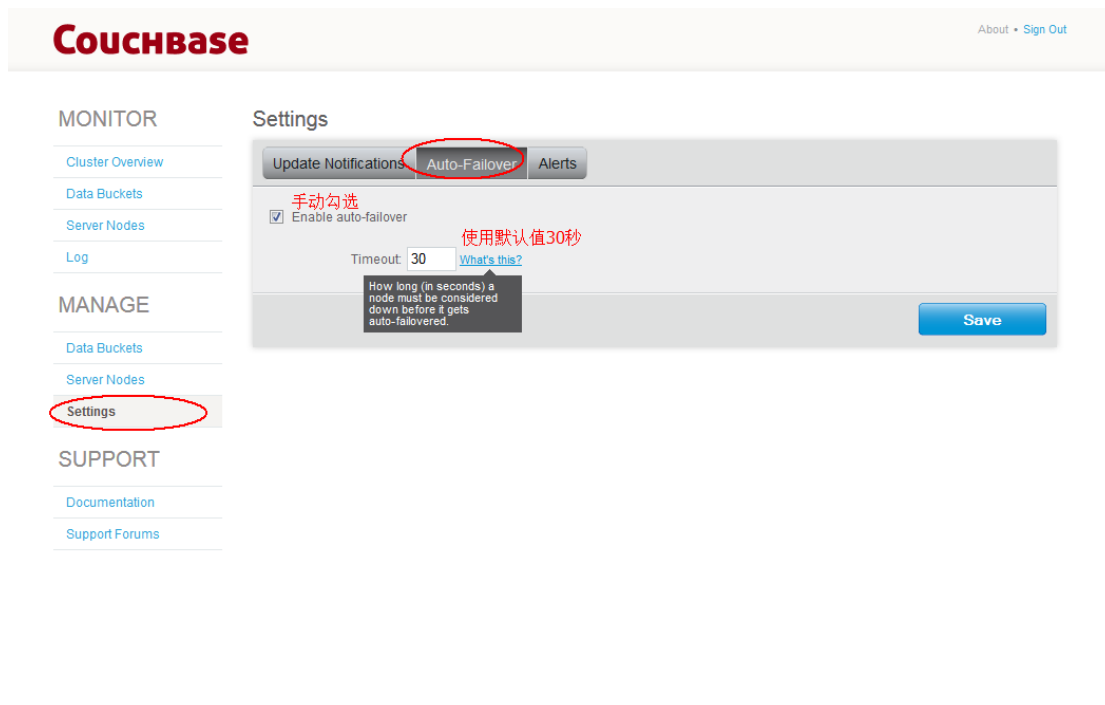 COUCHBASE
About • Sign Out
MONITOR
Cluster Overview
Data Buckets
Server Nodes
Log
MANAGE
Data Buckets
Server Nodes
Settings
SUPPORT
Documentation
Support Forums
Settings
Update Notifications Auto-Failover Alerts
手动勾选
Enable auto-failover
使用默认值30秒
Timeout: 30 What's this?
How long (in seconds) a
node must be considered
down before it gets
auto-failovered.
Save